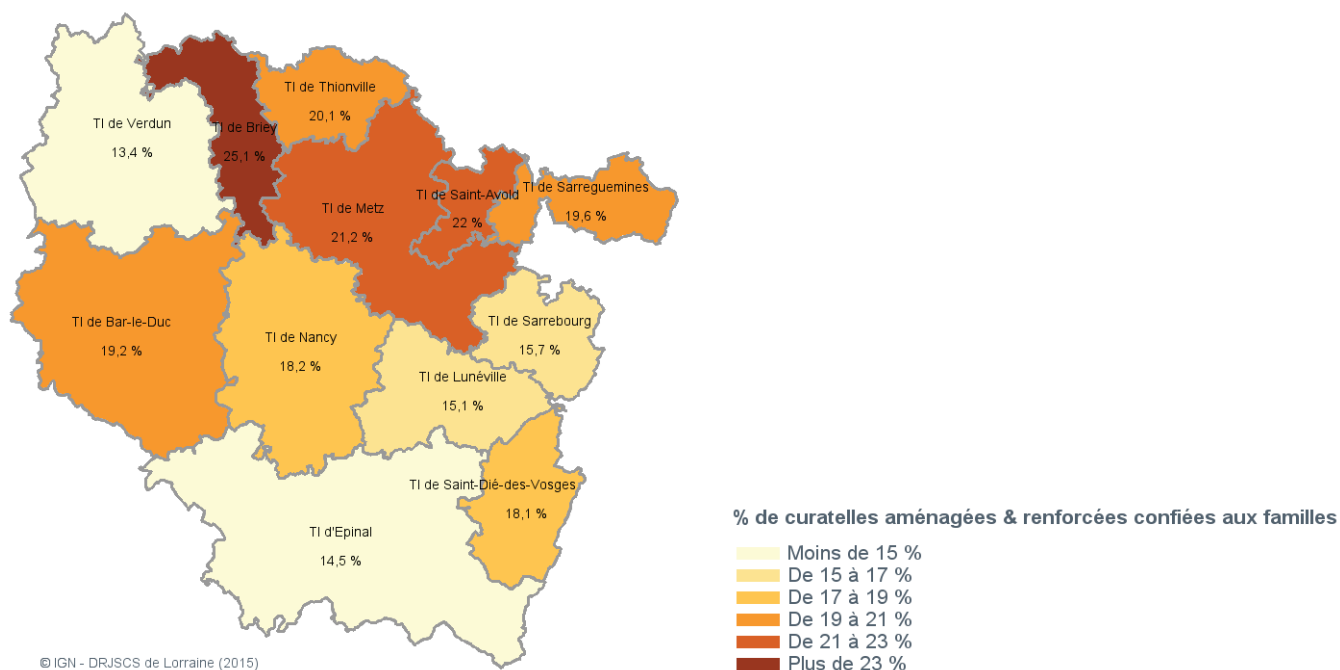 TI de Thionville
20,1 %
TI de Verdun
13,4 %
TI de Briey
25,1 %
TI de Metz
21,2 %
TI de Saint-Avold
22 %
TI de Sarreguemines
19,6 %
TI de Bar-le-Duc
19,2 %
TI de Nancy
18,2 %
TI de Sarrebourg
15,7 %
TI de Lunéville
15,1 %
TI de Saint-Dié-des-Vosges
18,1 %
TI d'Epinal
14,5 %
% de curatelles aménagées & renforcées confiées aux familles
Moins de 15 %
De 15 à 17 %
De 17 à 19 %
De 19 à 21 %
De 21 à 23 %
Plus de 23 %
© IGN - DRJSCS de Lorraine (2015)